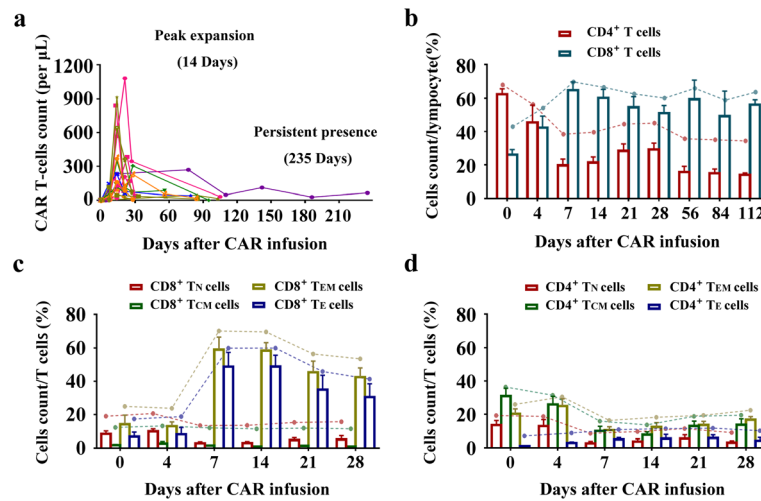 a
Peak expansion
(14 Days)
Persistent presence
(235 Days)
CAR T-cells count (per μL)
1200
900
600
300
0
0 30 60 90 120 150 180 210
Days after CAR infusion
b
CD4+ T cells
CD8+ T cells
Cells count/lympocyte(%)
80
60
40
20
0
0 4 7 14 21 28 56 84 112
Days after CAR infusion
c
CD8+ TN cells CD8+ TEM cells
CD8+ TCM cells CD8+ TE cells
Cells count/T cells (%)
80
60
40
20
0
0 4 7 14 21 28
Days after CAR infusion
d
CD4+ TN cells CD4+ TEM cells
CD4+ TCM cells CD4+ TE cells
Cells count/T cells (%)
80
60
40
20
0
0 4 7 14 21 28
Days after CAR infusion